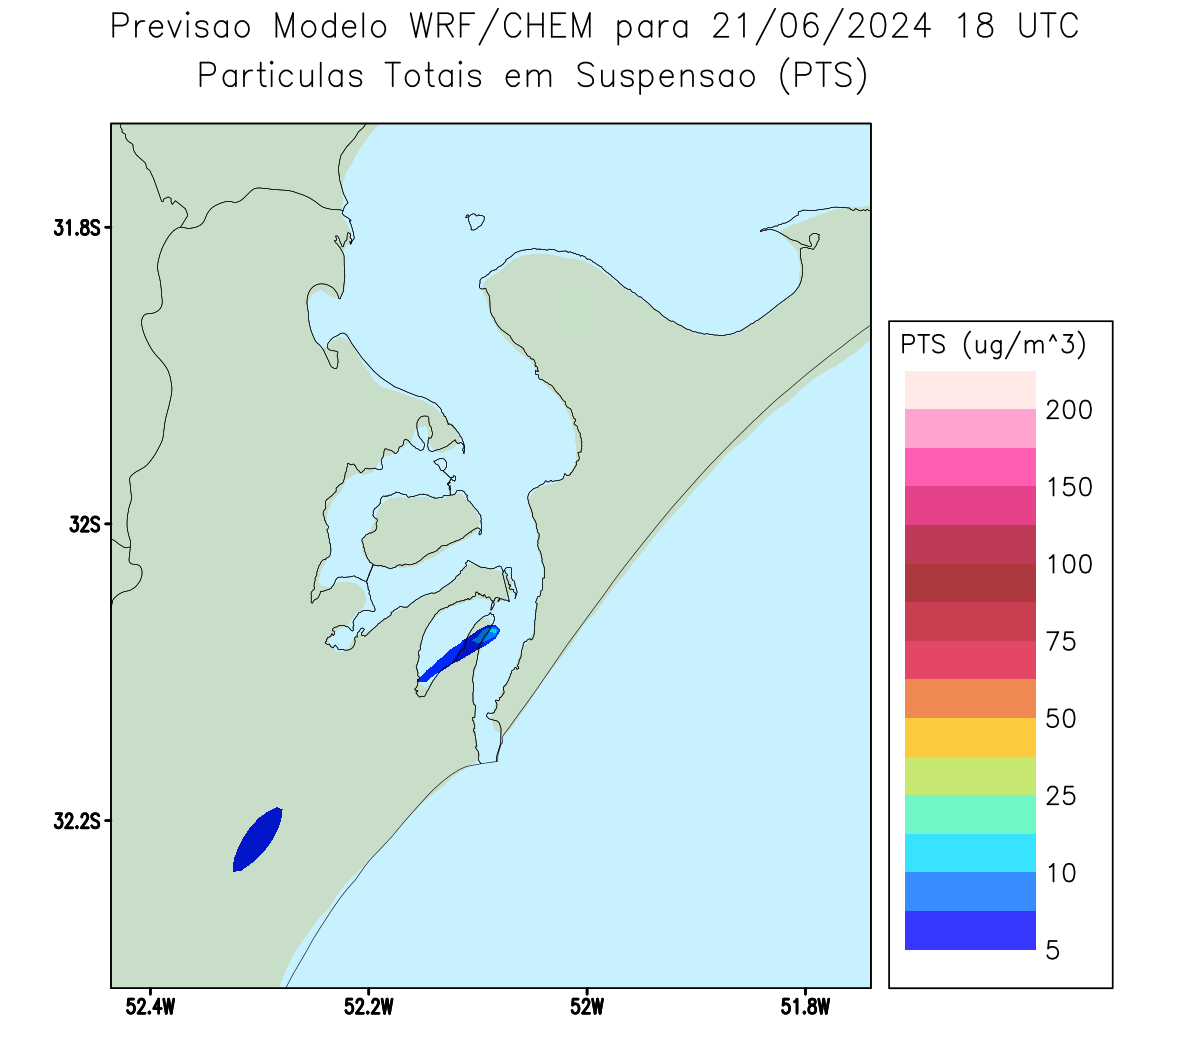 Previsao Modelo WRF/CHEM para 21/06/2024 18 UTC
Particulas Totais em Suspensao (PTS)
31.8S
32S
32.2S
52.4W
52.2W
52W
51.8W
PTS (ug/m^3)
200
150
100
75
50
25
10
5